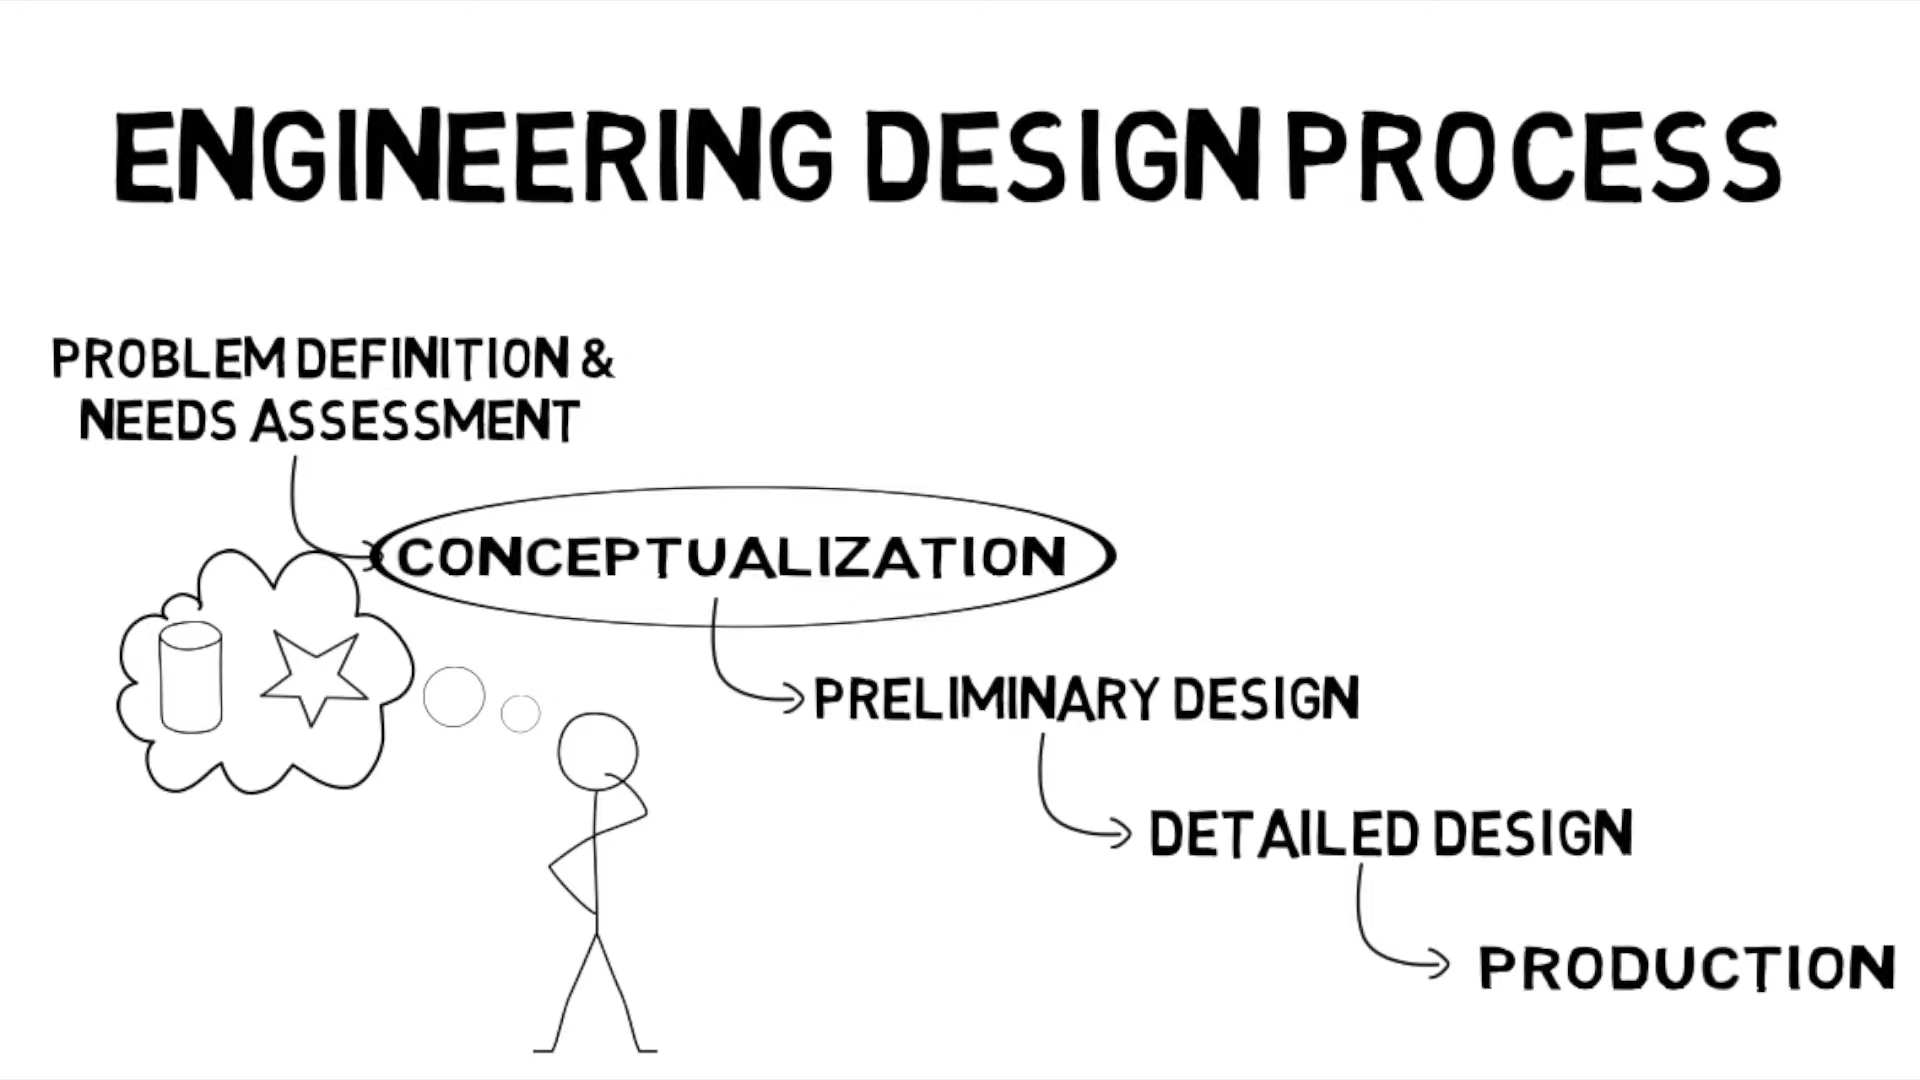 ENGINEERING DESIGN PROCESS
PROBLEM DEFINITION &
NEEDS ASSESSMENT
CONCEPTUALIZATION
PRELIMINARY DESIGN
DETAILED DESIGN
PRODUCTION